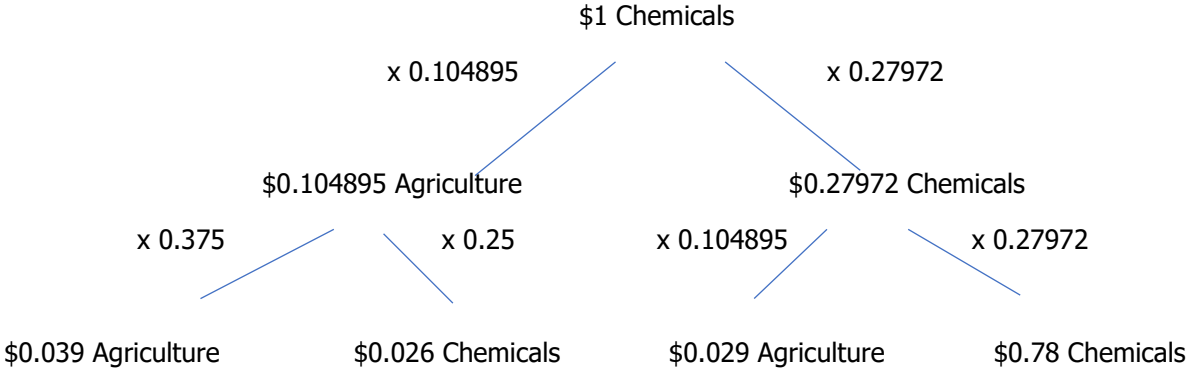 $1 Chemicals
x 0.104895
x 0.27972
$0.104895 Agriculture
$0.27972 Chemicals
x 0.375
x 0.25
x 0.104895
x 0.27972
$0.039 Agriculture
$0.026 Chemicals
$0.029 Agriculture
$0.78 Chemicals